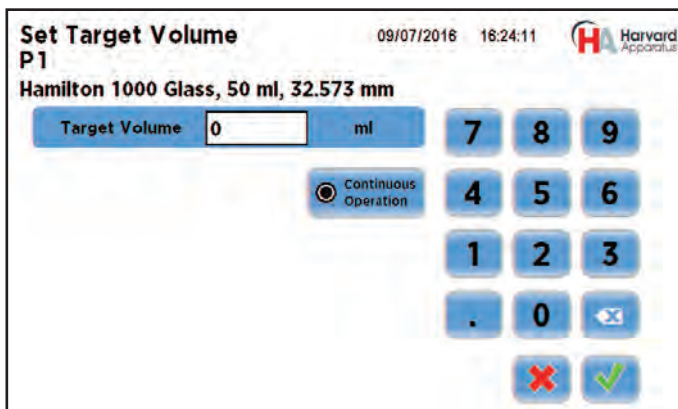 Set Target Volume 09/07/2016 16:24:11 HA Harvard Apparatus
P1
Hamilton 1000 Glass, 50 ml, 32.573 mm
Target Volume 0 ml
7 8 9
Continuous Operation
4 5 6
1 2 3
. 0